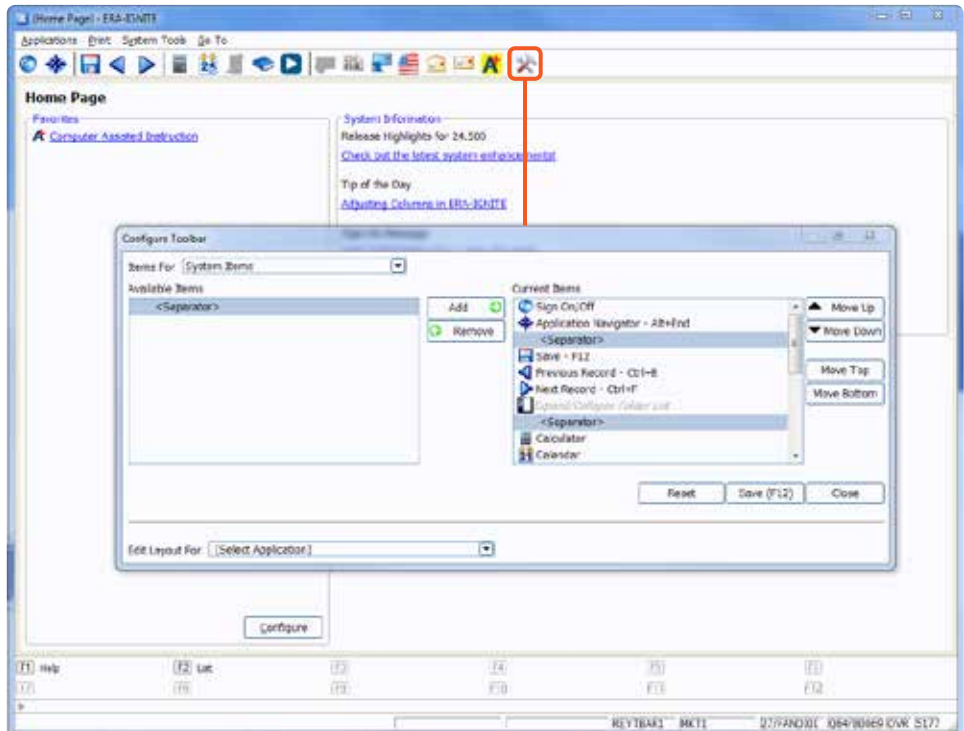 (Home Page) - ERA-IGNITE
Applications Print System Tools Go To
Home Page
Favorites
Computer Assisted Instruction
System Information
Release Highlights for 24.500
Check out the latest system enhancements!
Tip of the Day
Adjusting Columns in ERA-IGNITE
Configure Toolbar
Items For System Items
Available Items
<Separator>
Add
Remove
Current Items
Sign On/Off
Application Navigator - Alt+End
<Separator>
Save - F12
Previous Record - Ctrl+B
Next Record - Ctrl+F
Expand/Collapse Folder List
<Separator>
Calculator
Calendar
Move Up
Move Down
Move Top
Move Bottom
Reset Save (F12) Close
Edit Layout For [Select Application]
Configure
F1 Help F2 List F3 F4 F5
F9 F10 F11 F12
MKT1